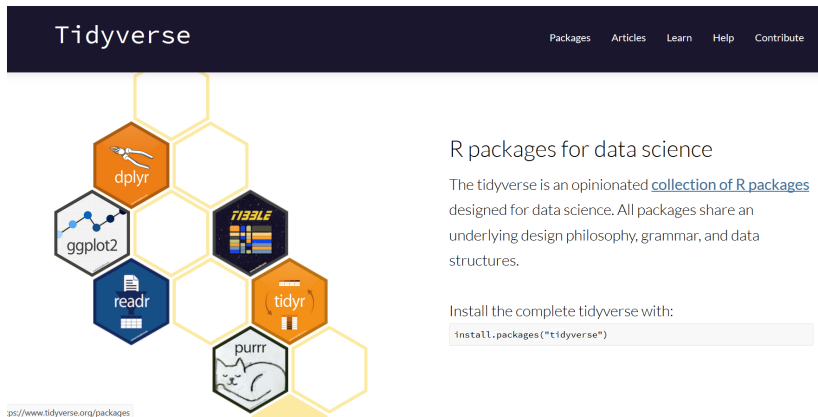 Tidyverse
Packages Articles Learn Help Contribute
dplyr
ggplot2
TIBBLE
readr
tidyr
purrr
R packages for data science
The tidyverse is an opinionated collection of R packages
designed for data science. All packages share an
underlying design philosophy, grammar, and data
structures.
Install the complete tidyverse with:
install.packages("tidyverse")
ps://www.tidyverse.org/packages